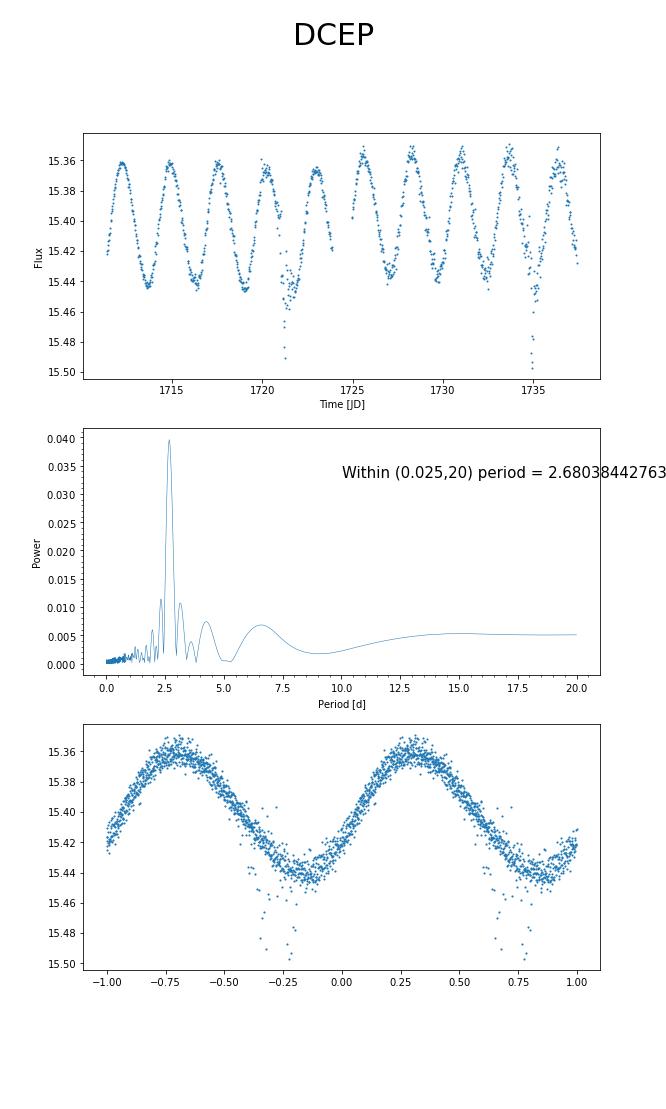 DCEP
15.36
15.38
15.40
15.42
15.44
15.46
15.48
15.50
Flux
1715 1720 1725 1730 1735
Time [JD]
0.040
0.035
0.030
0.025
0.020
0.015
0.010
0.005
0.000
Power
Within (0.025,20) period = 2.68038442763
0.0 2.5 5.0 7.5 10.0 12.5 15.0 17.5 20.0
Period [d]
15.36
15.38
15.40
15.42
15.44
15.46
15.48
15.50
−1.00 −0.75 −0.50 −0.25 0.00 0.25 0.50 0.75 1.00